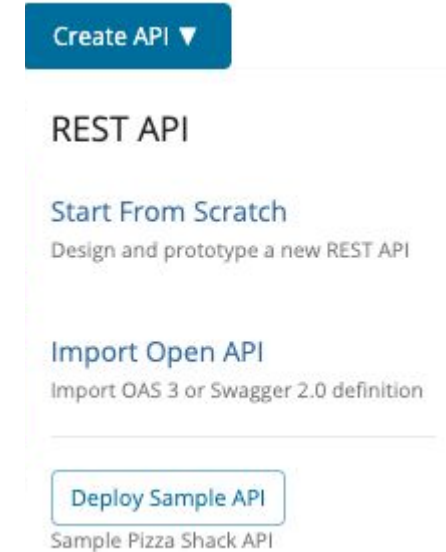 Create API ▼
REST API
Start From Scratch
Design and prototype a new REST API
Import Open API
Import OAS 3 or Swagger 2.0 definition
Deploy Sample API
Sample Pizza Shack API